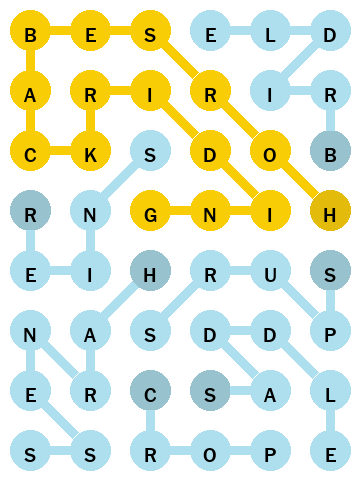 B E S E L D
A R I R I R
C K S D O B
R N G N I H
E I H R U S
N A S D D P
E R C S A L
S S R O P E